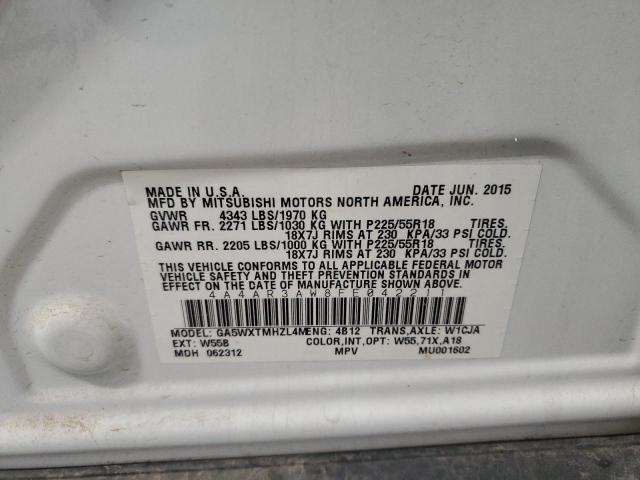 MADE IN U.S.A. DATE JUN. 2015
MFD BY MITSUBISHI MOTORS NORTH AMERICA, INC.
GVWR 4343 LBS/1970 KG
GAWR FR. 2271 LBS/1030 KG WITH P225/55R18 TIRES,
18X7J RIMS AT 230 KPA/33 PSI COLD.
GAWR RR. 2205 LBS/1000 KG WITH P225/55R18 TIRES,
18X7J RIMS AT 230 KPA/33 PSI COLD.
THIS VEHICLE CONFORMS TO ALL APPLICABLE FEDERAL MOTOR
VEHICLE SAFETY AND THEFT PREVENTION STANDARDS IN
EFFECT ON THE DATE OF MANUFACTURE SHOWN ABOVE.
4A4AR3AW8FE042211
MODEL: GA5WXTMHZL4M ENG: 4B12 TRANS,AXLE: W1CJA
EXT: W55B COLOR,INT,OPT: W55,71X,A18
MDH 062312 MPV MU001602